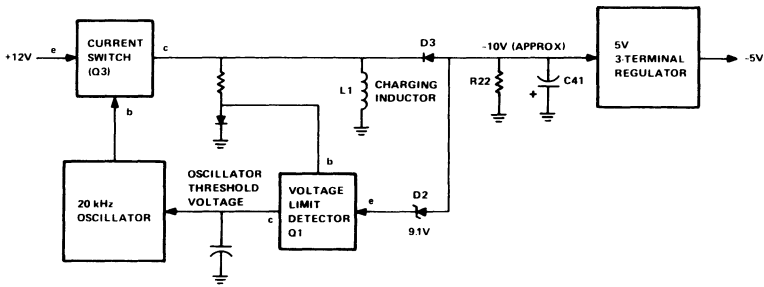 +12V
e
CURRENT
SWITCH
(Q3)
c
b
D3
–10V (APPROX)
5V
3-TERMINAL
REGULATOR
–5V
L1
CHARGING
INDUCTOR
R22
C41
+
20 kHz
OSCILLATOR
OSCILLATOR
THRESHOLD
VOLTAGE
c
b
VOLTAGE
LIMIT
DETECTOR
Q1
e
D2
9.1V